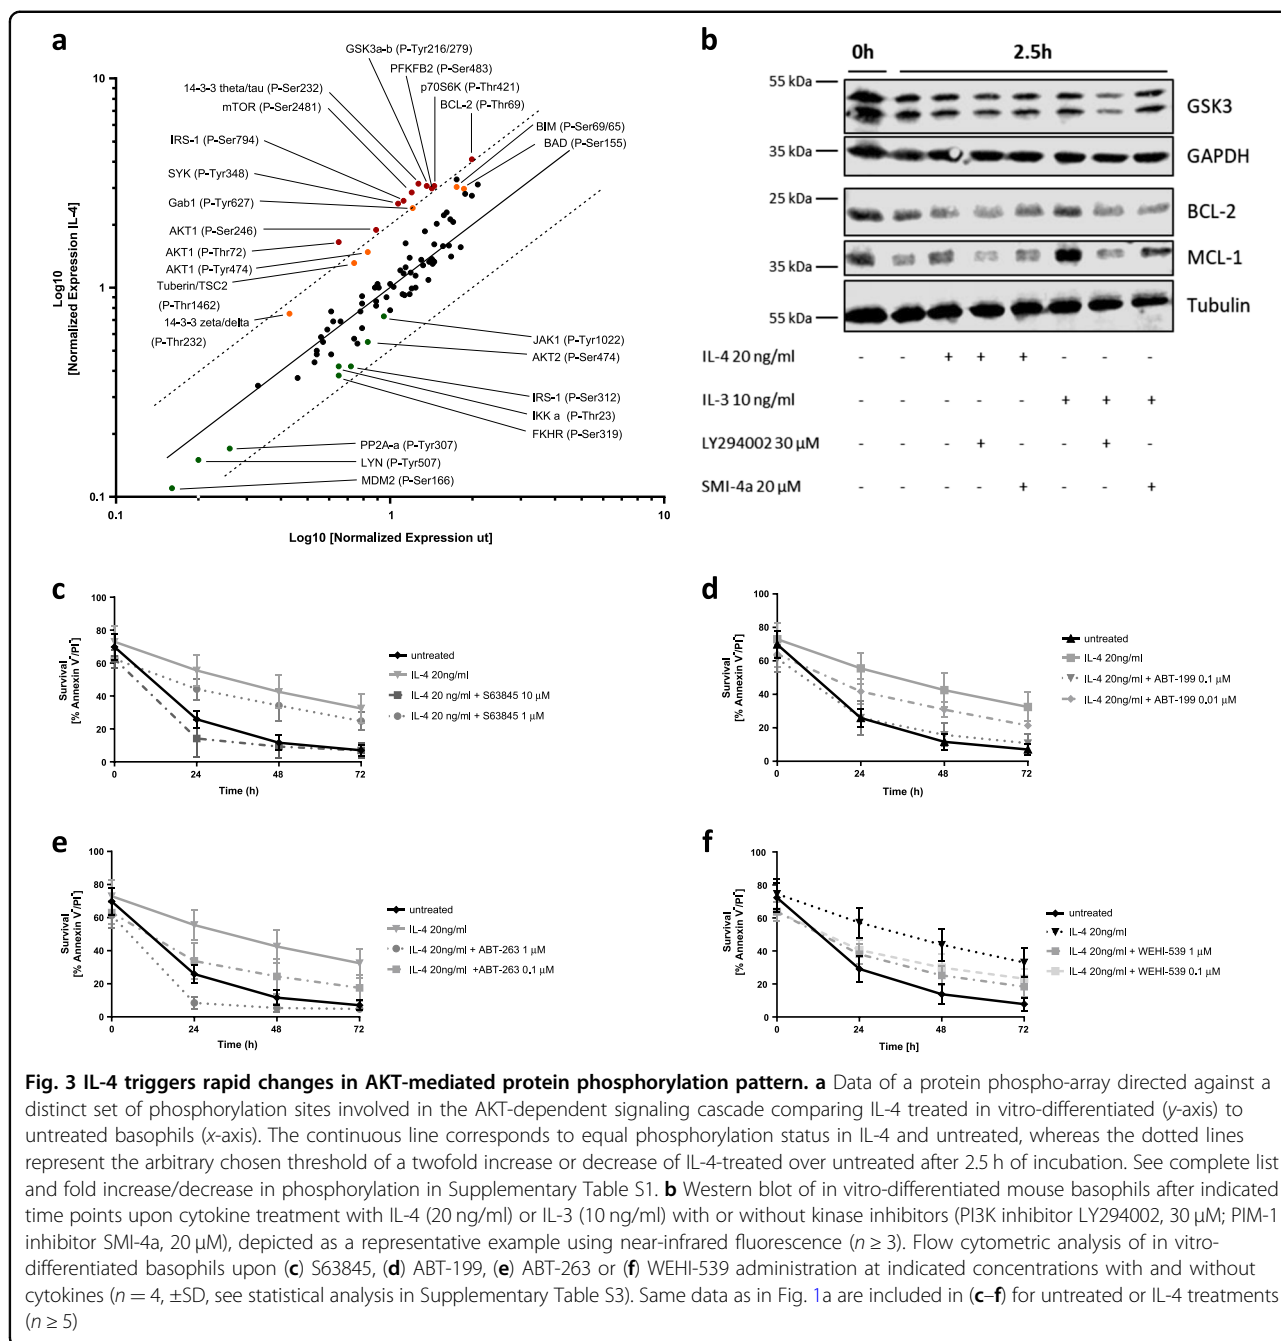 a
GSK3a-b (P-Tyr216/279)
PFKFB2 (P-Ser483)
14-3-3 theta/tau (P-Ser232)
p70S6K (P-Thr421)
mTOR (P-Ser2481)
BCL-2 (P-Thr69)
BIM (P-Ser69/65)
IRS-1 (P-Ser794)
BAD (P-Ser155)
SYK (P-Tyr348)
Gab1 (P-Tyr627)
AKT1 (P-Ser246)
AKT1 (P-Thr72)
AKT1 (P-Tyr474)
Tuberin/TSC2
(P-Thr1462)
14-3-3 zeta/delta
(P-Thr232)
JAK1 (P-Tyr1022)
AKT2 (P-Ser474)
IRS-1 (P-Ser312)
IKK a (P-Thr23)
FKHR (P-Ser319)
PP2A-a (P-Tyr307)
LYN (P-Tyr507)
MDM2 (P-Ser166)
10
1
0.1
0.1 1 10
Log10
[Normalized Expression IL-4]
Log10 [Normalized Expression ut]
b
0h 2.5h
55 kDa
GSK3
35 kDa
GAPDH
25 kDa
BCL-2
35 kDa
MCL-1
55 kDa
Tubulin
IL-4 20 ng/ml - - + + + - - -
IL-3 10 ng/ml - - - - - + + +
LY294002 30 µM - - - + - - + -
SMI-4a 20 µM - - - - + - - +
c
Survival
[% Annexin V-/PI-]
100
80
60
40
20
0
0 24 48 72
Time (h)
untreated
IL-4 20ng/ml
IL-4 20 ng/ml + S63845 10 µM
IL-4 20 ng/ml + S63845 1 µM
d
Survival
[% Annexin V-/PI-]
100
80
60
40
20
0
0 24 48 72
Time (h)
untreated
IL-4 20ng/ml
IL-4 20ng/ml + ABT-199 0.1 µM
IL-4 20ng/ml + ABT-199 0.01 µM
e
Survival
[% Annexin V-/PI-]
100
80
60
40
20
0
0 24 48 72
Time (h)
untreated
IL-4 20ng/ml
IL-4 20ng/ml + ABT-263 1 µM
IL-4 20ng/ml +ABT-263 0.1 µM
f
Survival
[% Annexin V-/PI-]
100
80
60
40
20
0
0 24 48 72
Time [h]
untreated
IL-4 20ng/ml
IL-4 20ng/ml + WEHI-539 1 µM
IL-4 20ng/ml + WEHI-539 0.1 µM
Fig. 3 IL-4 triggers rapid changes in AKT-mediated protein phosphorylation pattern. a Data of a protein phospho-array directed against a
distinct set of phosphorylation sites involved in the AKT-dependent signaling cascade comparing IL-4 treated in vitro-differentiated (y-axis) to
untreated basophils (x-axis). The continuous line corresponds to equal phosphorylation status in IL-4 and untreated, whereas the dotted lines
represent the arbitrary chosen threshold of a twofold increase or decrease of IL-4-treated over untreated after 2.5 h of incubation. See complete list
and fold increase/decrease in phosphorylation in Supplementary Table S1. b Western blot of in vitro-differentiated mouse basophils after indicated
time points upon cytokine treatment with IL-4 (20 ng/ml) or IL-3 (10 ng/ml) with or without kinase inhibitors (PI3K inhibitor LY294002, 30 µM; PIM-1
inhibitor SMI-4a, 20 µM), depicted as a representative example using near-infrared fluorescence (n ≥ 3). Flow cytometric analysis of in vitro-
differentiated basophils upon (c) S63845, (d) ABT-199, (e) ABT-263 or (f) WEHI-539 administration at indicated concentrations with and without
cytokines (n = 4, ±SD, see statistical analysis in Supplementary Table S3). Same data as in Fig. 1a are included in (c–f) for untreated or IL-4 treatments
(n ≥ 5)